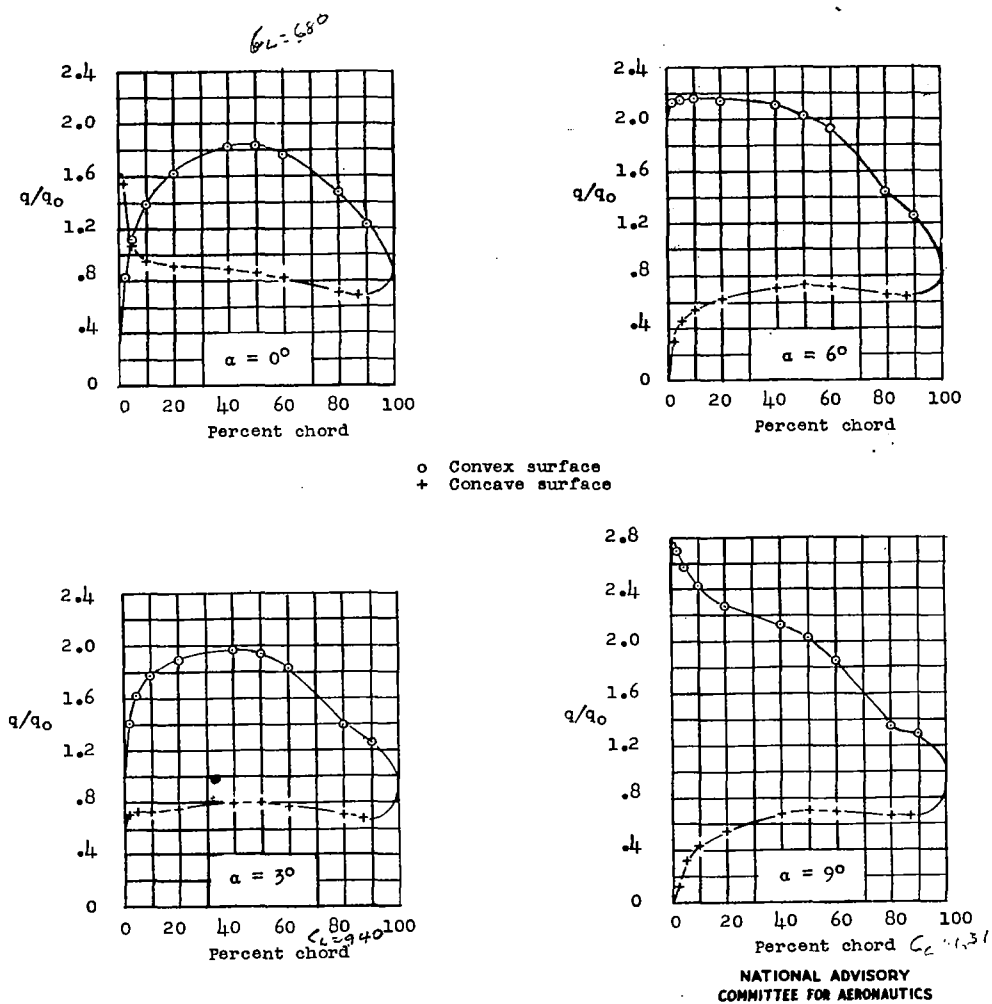 CL=.680
2.4
2.0
1.6
q/qo
1.2
.8
.4
0
α = 0°
0 20 40 60 80 100
Percent chord
2.4
2.0
1.6
q/qo
1.2
.8
.4
0
α = 6°
0 20 40 60 80 100
Percent chord
o Convex surface
+ Concave surface
2.4
2.0
1.6
q/qo
1.2
.8
.4
0
α = 3°
0 20 40 60 80 100
CL=.940
Percent chord
2.8
2.4
2.0
1.6
q/qo
1.2
.8
.4
0
α = 9°
0 20 40 60 80 100
Percent chord CL=1.31
NATIONAL ADVISORY
COMMITTEE FOR AERONAUTICS